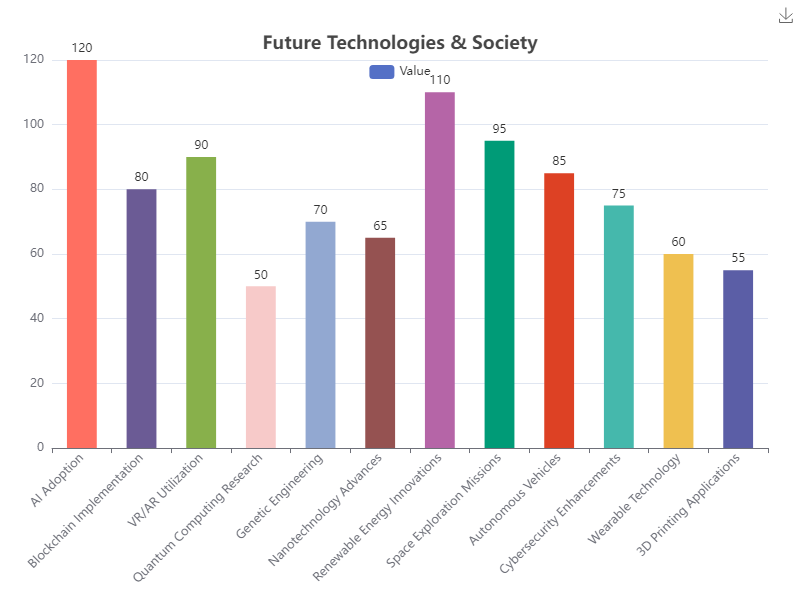 Future Technologies & Society
Value
120
100
80
60
40
20
0
120
80
90
50
70
65
110
95
85
75
60
55
AI Adoption
Blockchain Implementation
VR/AR Utilization
Quantum Computing Research
Genetic Engineering
Nanotechnology Advances
Renewable Energy Innovations
Space Exploration Missions
Autonomous Vehicles
Cybersecurity Enhancements
Wearable Technology
3D Printing Applications